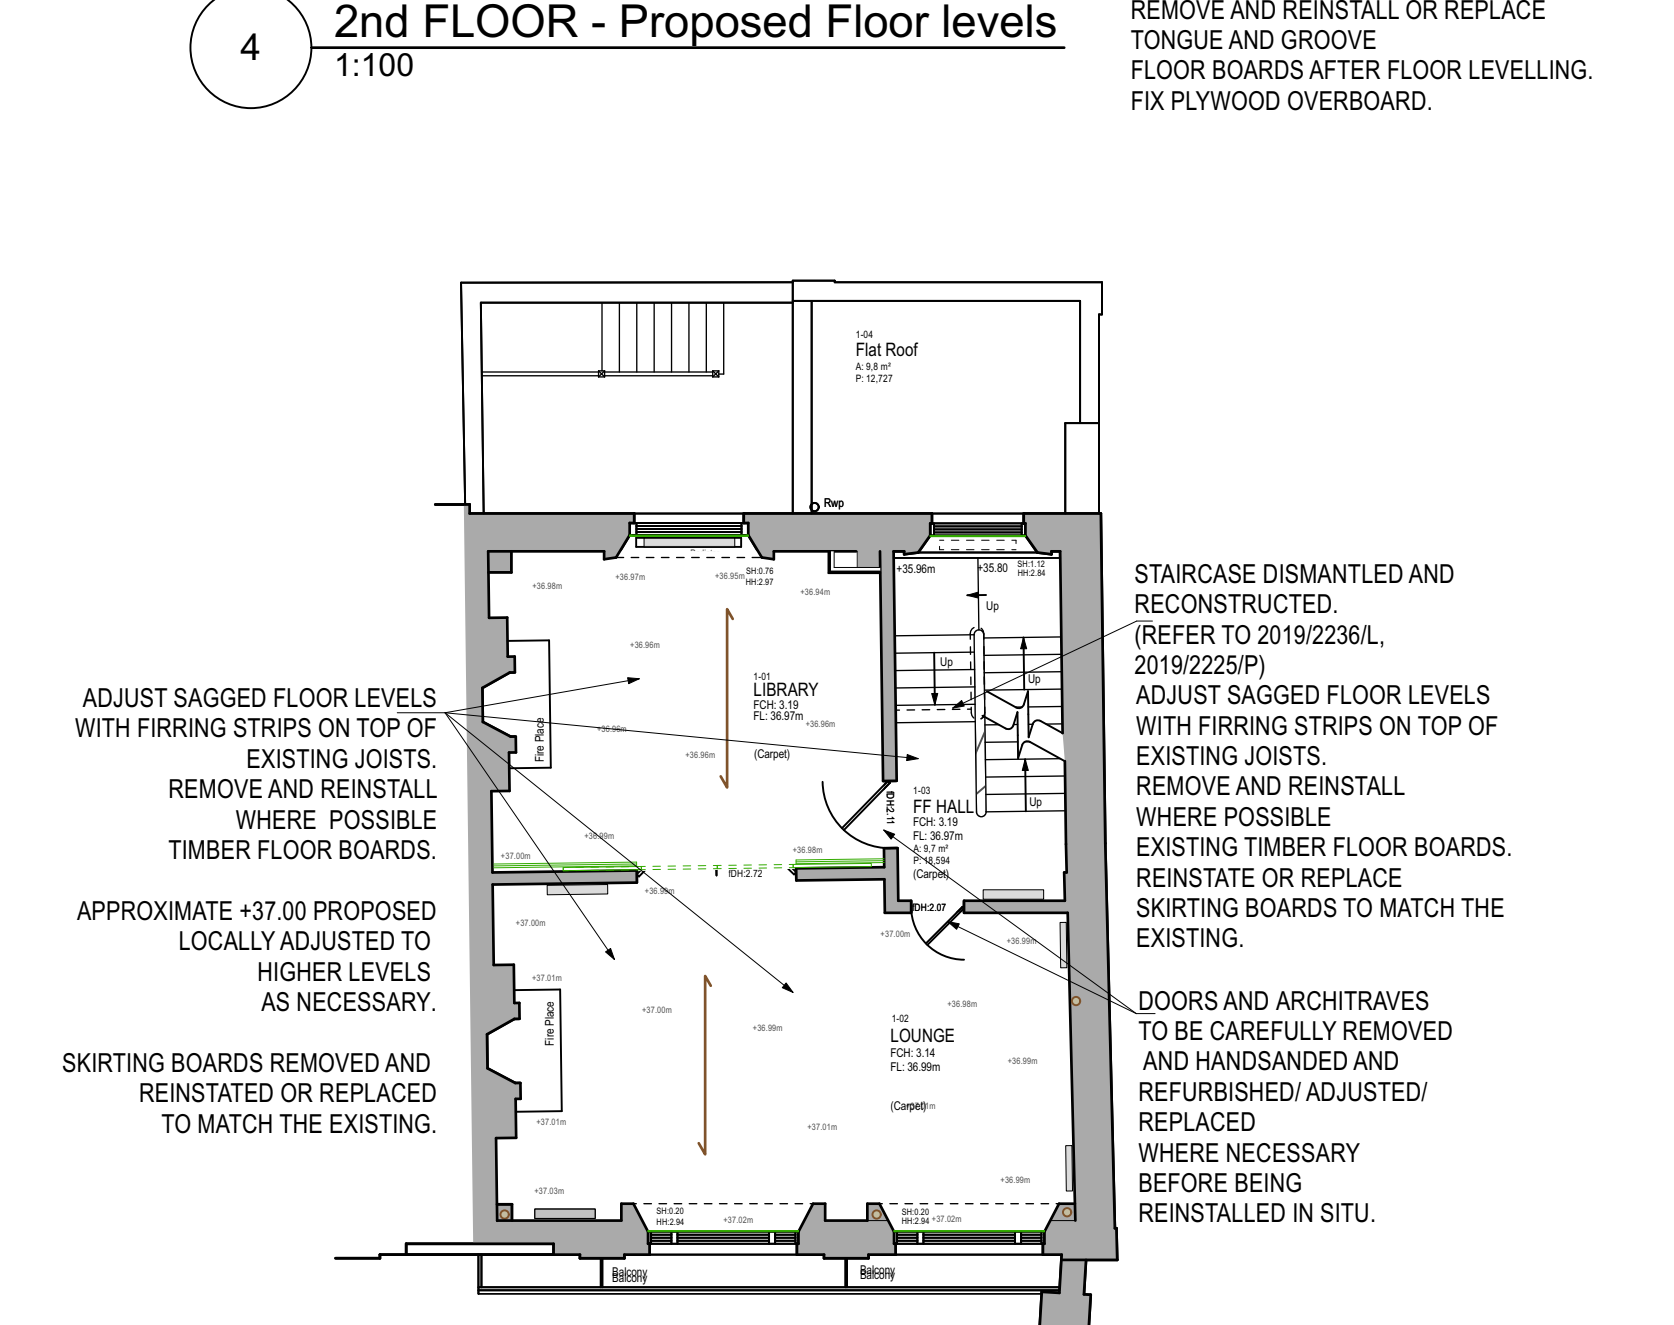 4
2nd FLOOR - Proposed Floor levels
1:100
REMOVE AND REINSTALL OR REPLACE
TONGUE AND GROOVE
FLOOR BOARDS AFTER FLOOR LEVELLING.
FIX PLYWOOD OVERBOARD.
1-04
Flat Roof
A: 9,8 m²
P: 12,727
Rwp
ADJUST SAGGED FLOOR LEVELS
WITH FIRRING STRIPS ON TOP OF
EXISTING JOISTS.
REMOVE AND REINSTALL
WHERE POSSIBLE
TIMBER FLOOR BOARDS.
APPROXIMATE +37.00 PROPOSED
LOCALLY ADJUSTED TO
HIGHER LEVELS
AS NECESSARY.
SKIRTING BOARDS REMOVED AND
REINSTATED OR REPLACED
TO MATCH THE EXISTING.
+36.98m
+36.97m
+36.95m
SH:0.76
HH:2.97
+36.94m
+36.96m
1-01
LIBRARY
FCH: 3.19
FL: 36.97m
+36.96m
(Carpet)
+36.96m
+36.96m
Fire Place
+36.99m
+37.00m
+36.98m
fDH:2.72
fDH:2.11
+35.96m
+35.80
SH:1.12
HH:2.84
Up
Up
Up
Up
1-03
FF HALL
FCH: 3.19
FL: 36.97m
A: 9,7 m²
P: 18,594
(Carpet)
fDH:2.07
+36.99m
+37.00m
+37.00m
+36.99m
+37.01m
+37.00m
+36.99m
+36.98m
Fire Place
1-02
LOUNGE
FCH: 3.14
FL: 36.99m
(Carpet)
+36.99m
+37.01m
+37.01m
+36.99m
+37.03m
SH:0.20
HH:2.94
+37.02m
SH:0.20
HH:2.94
+37.02m
Balcony
Balcony
Balcony
Balcony
STAIRCASE DISMANTLED AND
RECONSTRUCTED.
(REFER TO 2019/2236/L,
2019/2225/P)
ADJUST SAGGED FLOOR LEVELS
WITH FIRRING STRIPS ON TOP OF
EXISTING JOISTS.
REMOVE AND REINSTALL
WHERE POSSIBLE
EXISTING TIMBER FLOOR BOARDS.
REINSTATE OR REPLACE
SKIRTING BOARDS TO MATCH THE
EXISTING.
DOORS AND ARCHITRAVES
TO BE CAREFULLY REMOVED
AND HANDSANDED AND
REFURBISHED/ ADJUSTED/
REPLACED
WHERE NECESSARY
BEFORE BEING
REINSTALLED IN SITU.